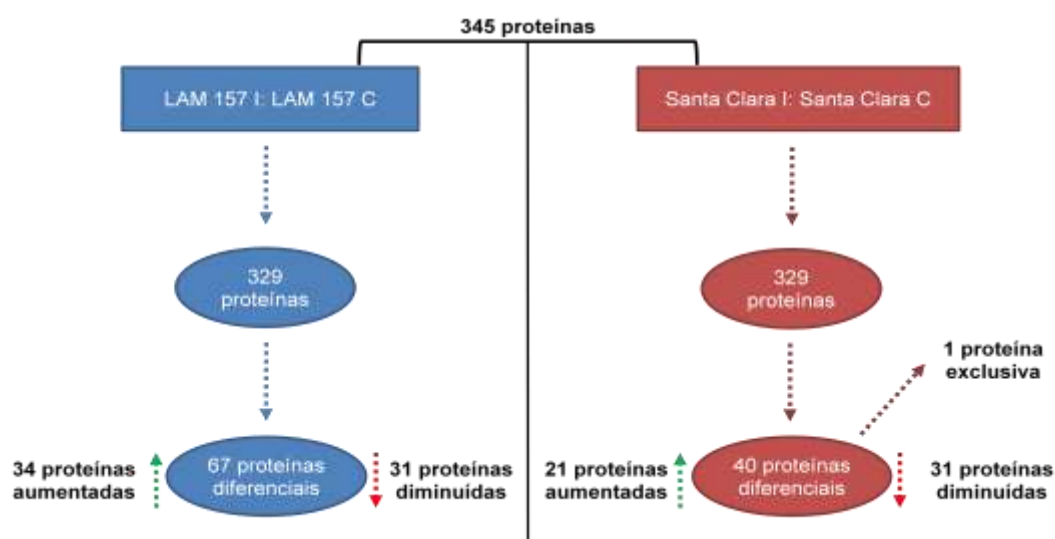 345 proteínas
LAM 157 I: LAM 157 C
Santa Clara I: Santa Clara C
329
proteínas
329
proteínas
1 proteína
exclusiva
34 proteínas
aumentadas
67 proteínas
diferenciais
31 proteínas
diminuídas
21 proteínas
aumentadas
40 proteínas
diferenciais
31 proteínas
diminuídas